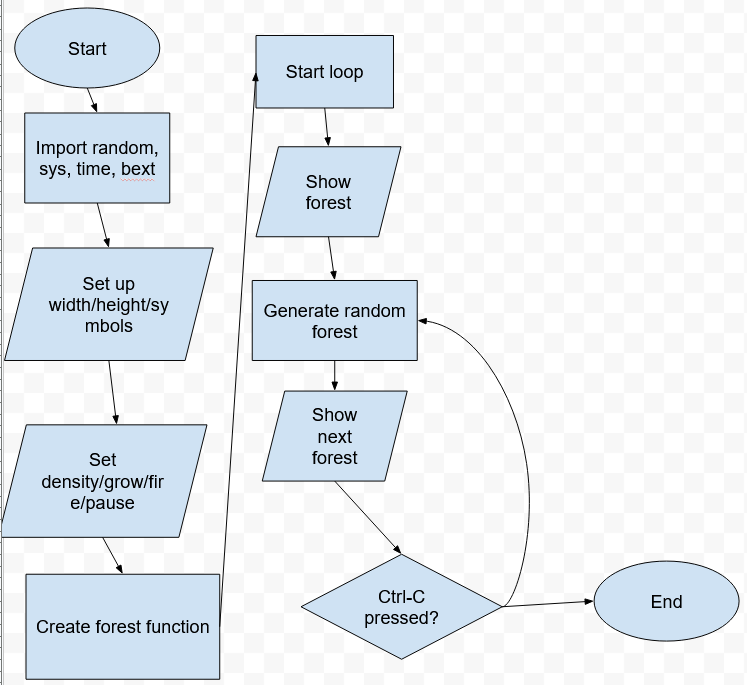 Start
Import random,
sys, time, bext
Set up
width/height/sy
mbols
Set
density/grow/fir
e/pause
Create forest function
Start loop
Show
forest
Generate random
forest
Show
next
forest
Ctrl-C
pressed?
End